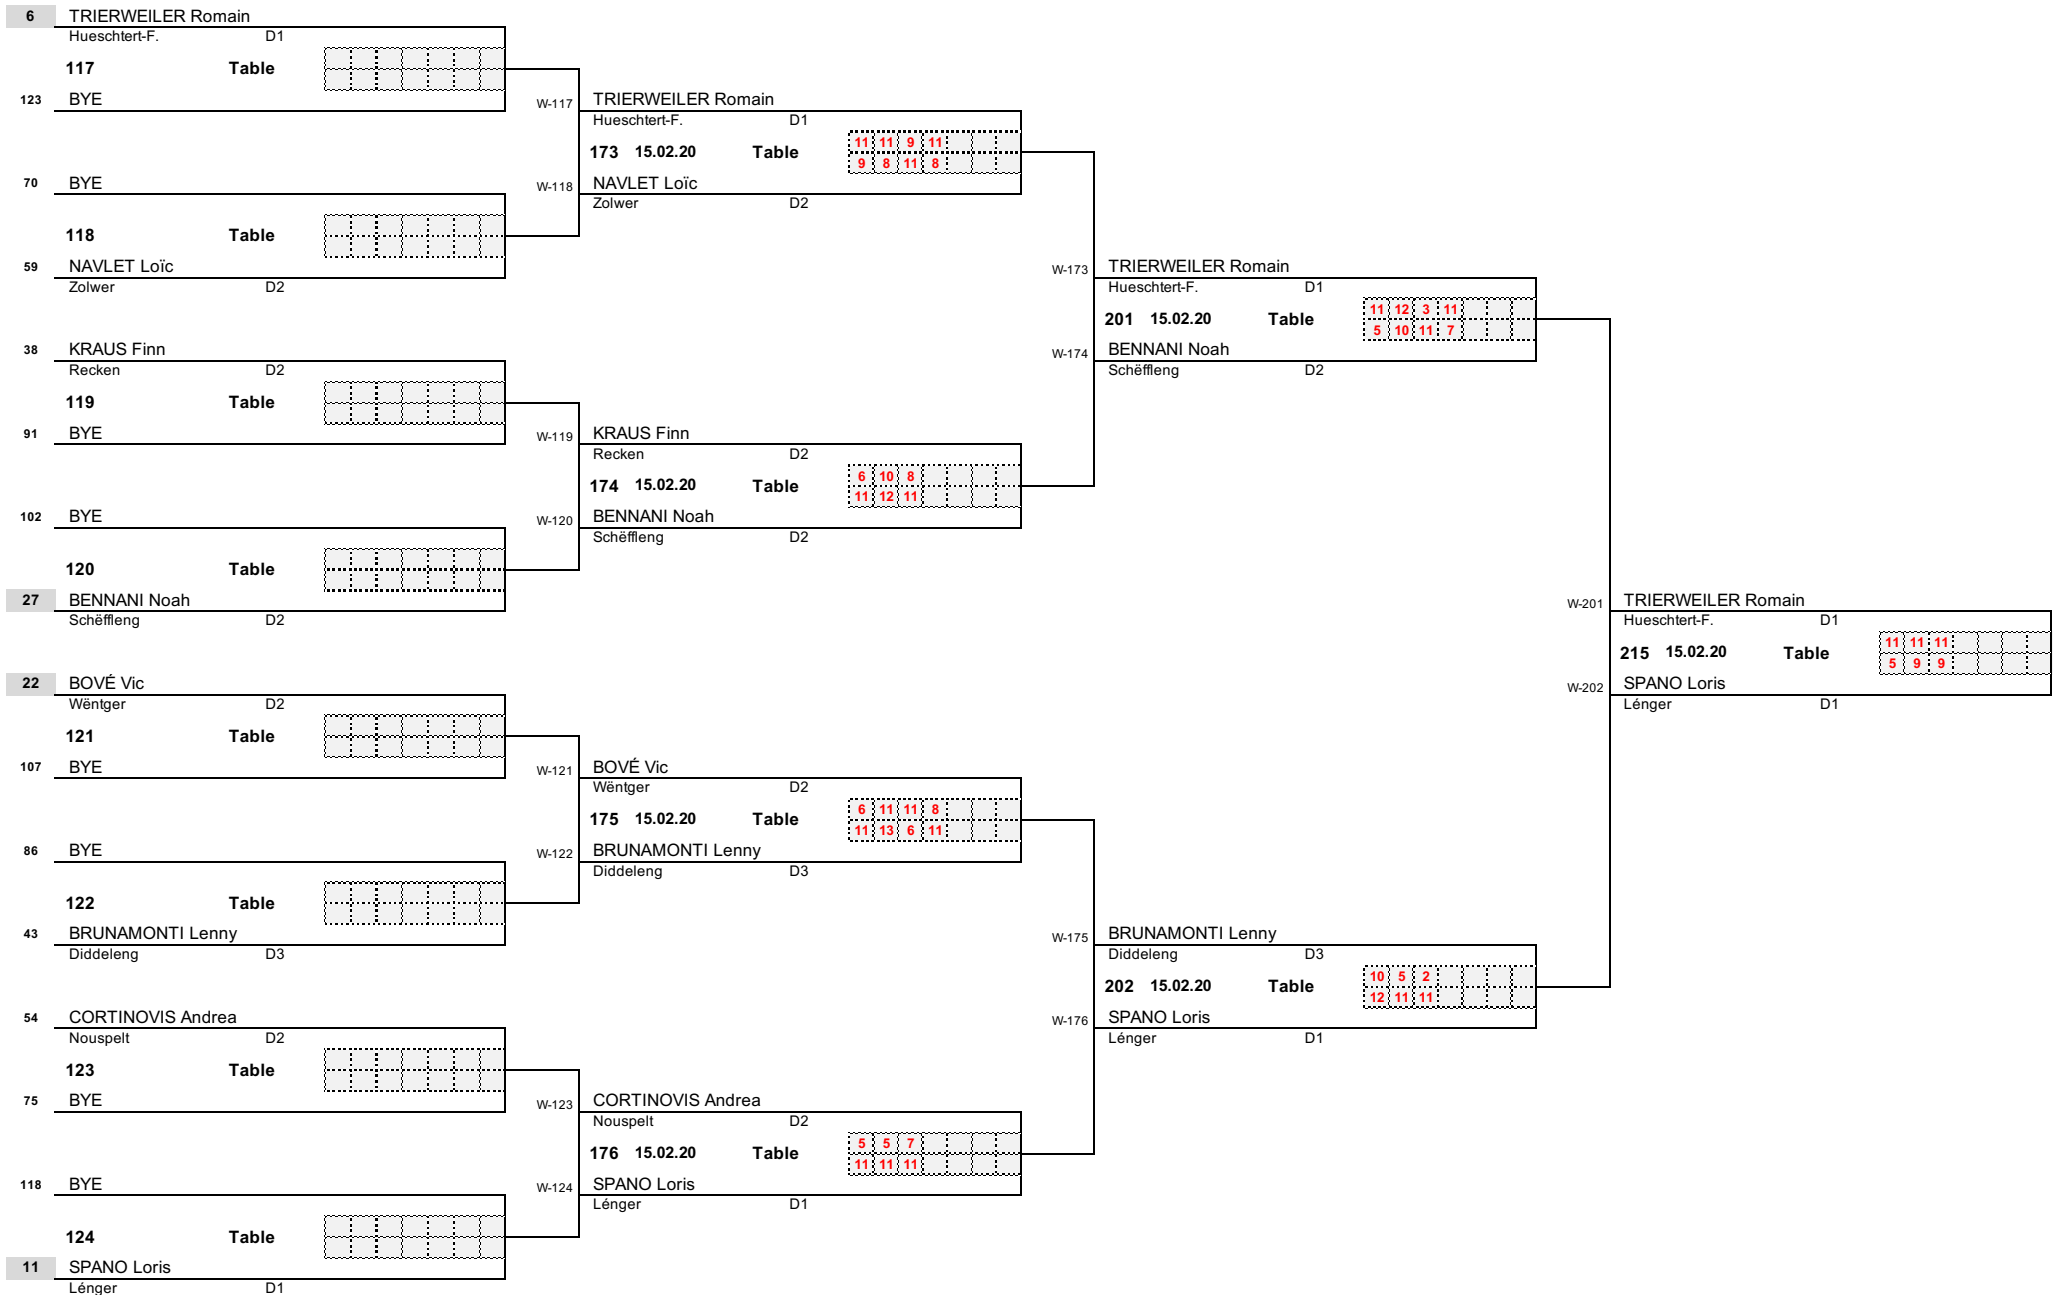 6 TRIERWEILER Romain
Hueschtert-F. D1
117 Table
123 BYE
70 BYE
118 Table
59 NAVLET Loïc
Zolwer D2
38 KRAUS Finn
Recken D2
119 Table
91 BYE
102 BYE
120 Table
27 BENNANI Noah
Schëffleng D2
22 BOVÉ Vic
Wëntger D2
121 Table
107 BYE
86 BYE
122 Table
43 BRUNAMONTI Lenny
Diddeleng D3
54 CORTINOVIS Andrea
Nouspelt D2
123 Table
75 BYE
118 BYE
124 Table
11 SPANO Loris
Lénger D1
W-117 TRIERWEILER Romain
Hueschtert-F. D1
11 11 9 11
173 15.02.20 Table
9 8 11 8
W-118 NAVLET Loïc
Zolwer D2
W-119 KRAUS Finn
Recken D2
6 10 8
174 15.02.20 Table
11 12 11
W-120 BENNANI Noah
Schëffleng D2
W-121 BOVÉ Vic
Wëntger D2
6 11 11 8
175 15.02.20 Table
11 13 6 11
W-122 BRUNAMONTI Lenny
Diddeleng D3
W-123 CORTINOVIS Andrea
Nouspelt D2
5 5 7
176 15.02.20 Table
11 11 11
W-124 SPANO Loris
Lénger D1
W-173 TRIERWEILER Romain
Hueschtert-F. D1
11 12 3 11
201 15.02.20 Table
5 10 11 7
W-174 BENNANI Noah
Schëffleng D2
W-175 BRUNAMONTI Lenny
Diddeleng D3
10 5 2
202 15.02.20 Table
12 11 11
W-176 SPANO Loris
Lénger D1
W-201 TRIERWEILER Romain
Hueschtert-F. D1
11 11 11
215 15.02.20 Table
5 9 9
W-202 SPANO Loris
Lénger D1